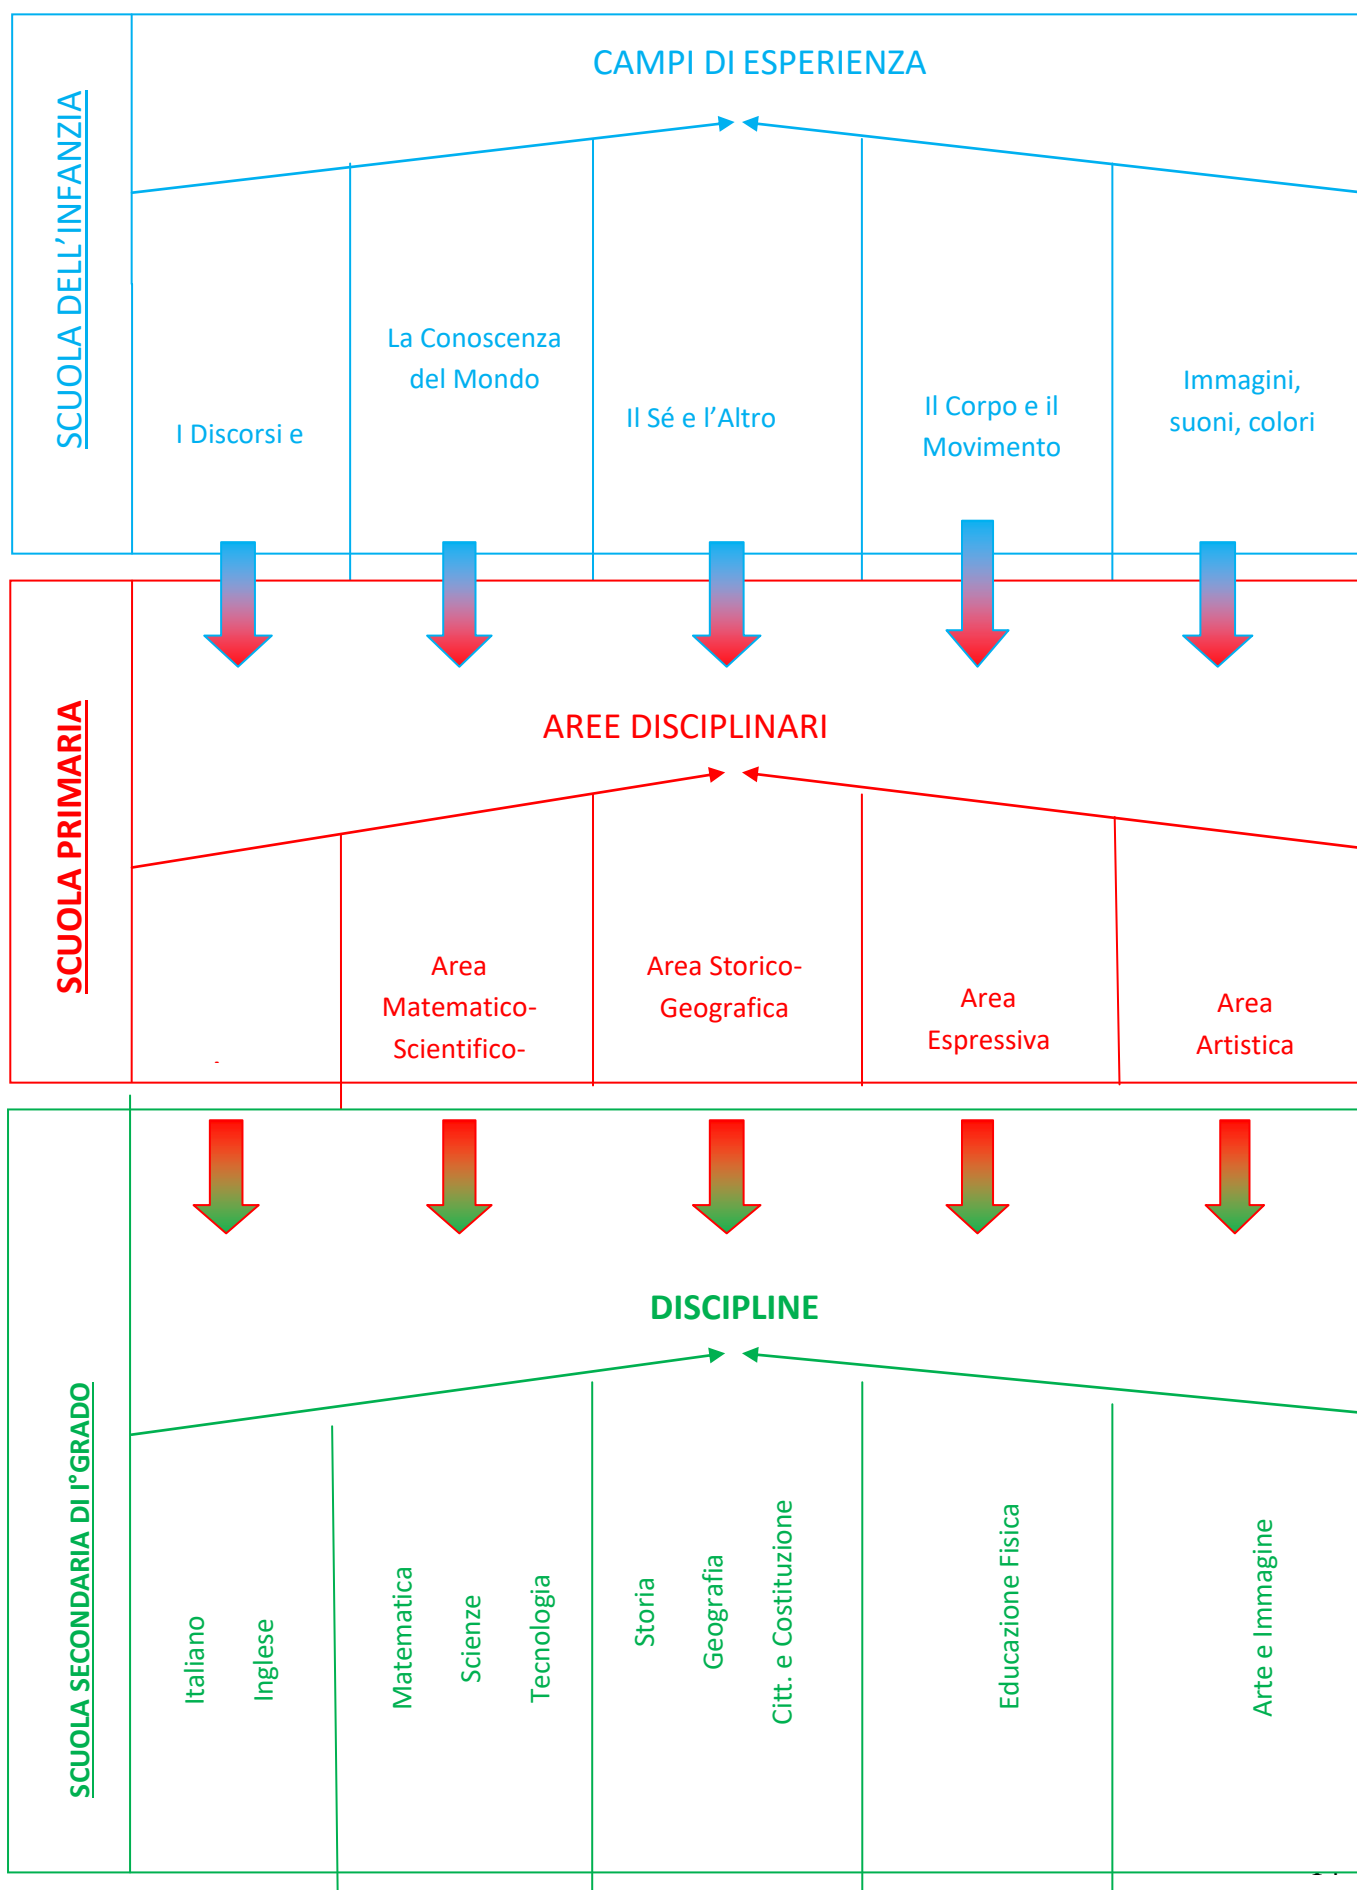 SCUOLA DELL’INFANZIA
CAMPI DI ESPERIENZA
I Discorsi e
La Conoscenza
del Mondo
Il Sé e l’Altro
Il Corpo e il
Movimento
Immagini,
suoni, colori
SCUOLA PRIMARIA
AREE DISCIPLINARI
Area
Matematico-
Scientifico-
Area Storico-
Geografica
Area
Espressiva
Area
Artistica
SCUOLA SECONDARIA DI I°GRADO
DISCIPLINE
Italiano
Inglese
Matematica
Scienze
Tecnologia
Storia
Geografia
Citt. e Costituzione
Educazione Fisica
Arte e Immagine